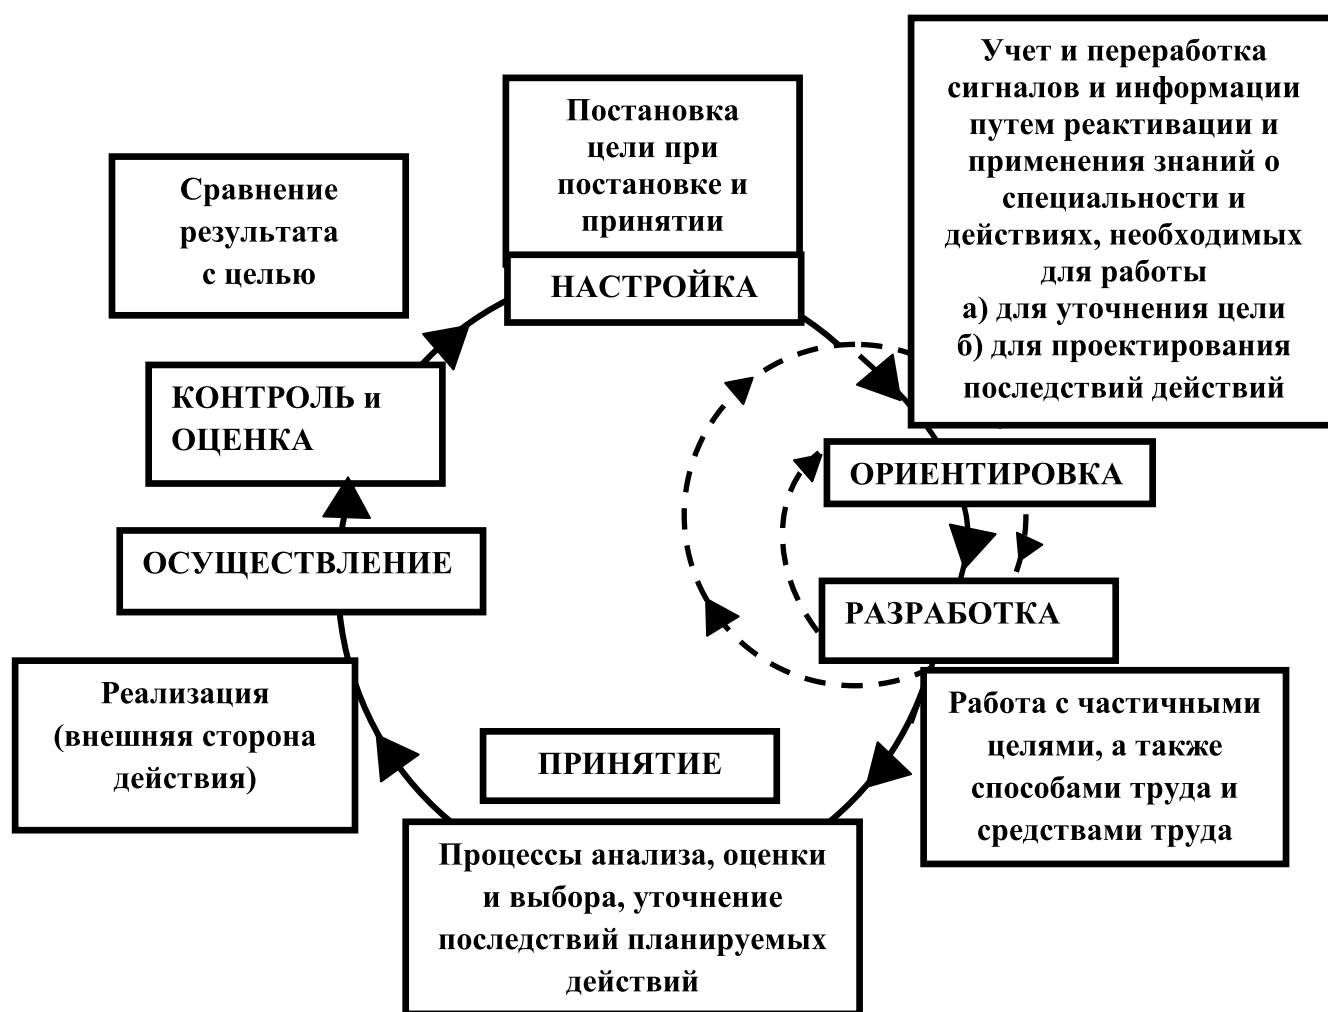 Постановка
цели при
постановке и
принятии
НАСТРОЙКА
Учет и переработка
сигналов и информации
путем реактивации и
применения знаний о
специальности и
действиях, необходимых
для работы
а) для уточнения цели
б) для проектирования
последствий действий
ОРИЕНТИРОВКА
РАЗРАБОТКА
Работа с частичными
целями, а также
способами труда и
средствами труда
ПРИНЯТИЕ
Процессы анализа, оценки
и выбора, уточнение
последствий планируемых
действий
Реализация
(внешняя сторона
действия)
ОСУЩЕСТВЛЕНИЕ
КОНТРОЛЬ и
ОЦЕНКА
Сравнение
результата
с целью